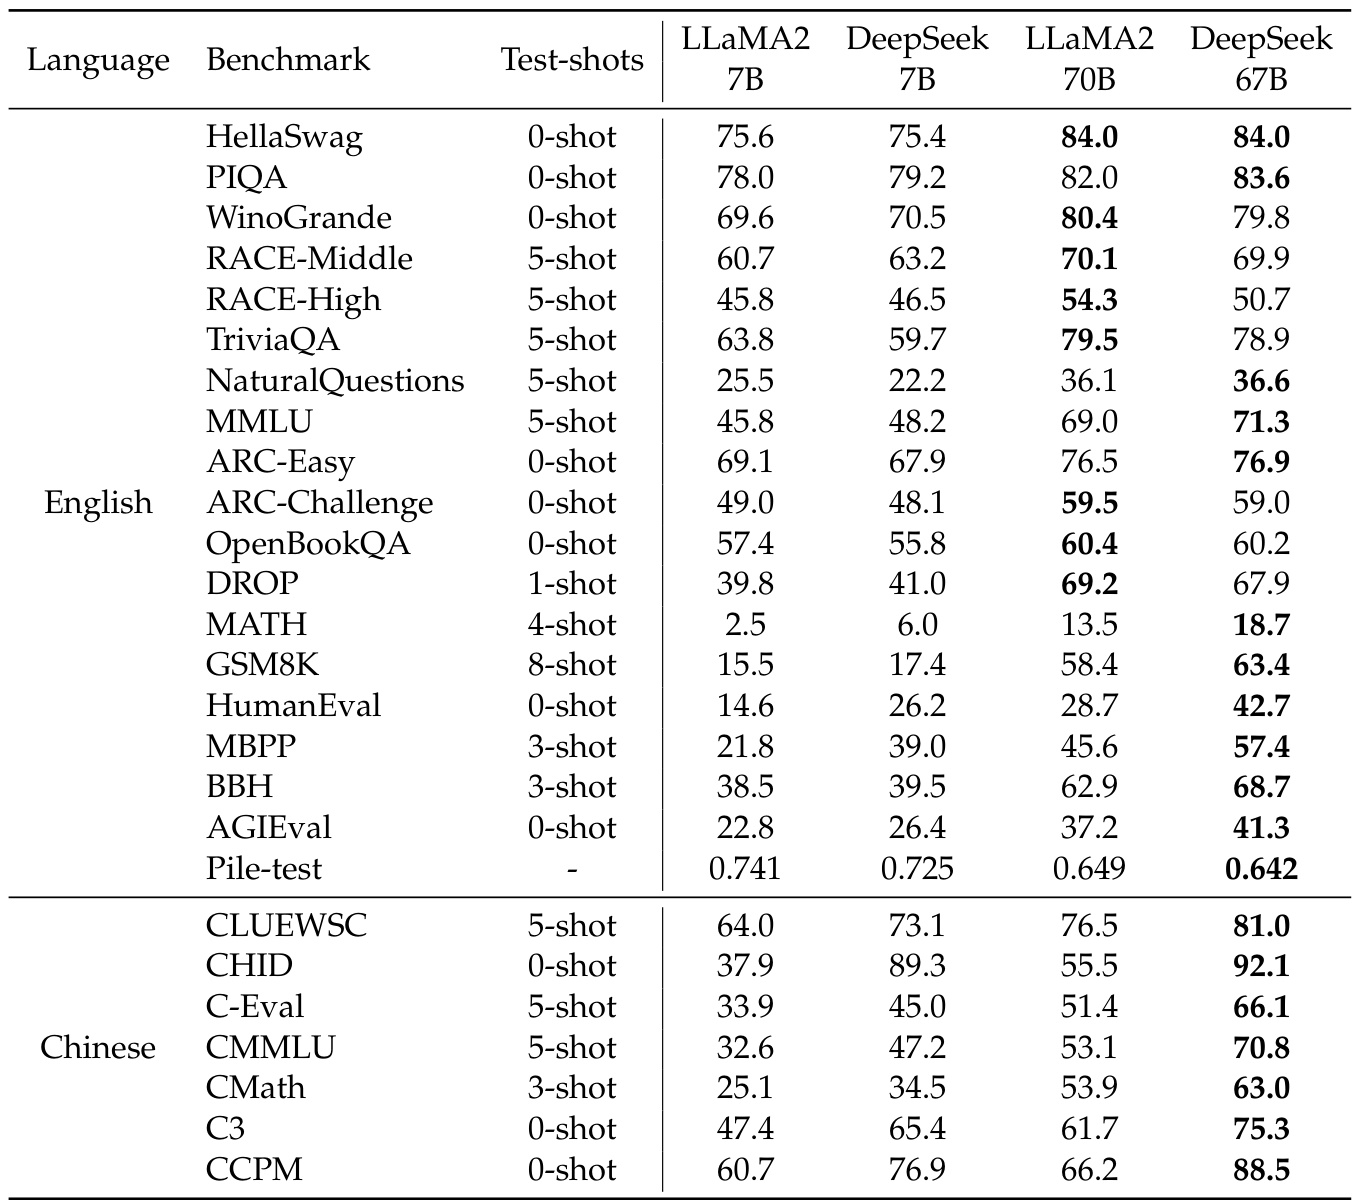 Language Benchmark Test-shots LLaMA2 7B DeepSeek 7B LLaMA2 70B DeepSeek 67B
HellaSwag 0-shot 75.6 75.4 84.0 84.0
PIQA 0-shot 78.0 79.2 82.0 83.6
WinoGrande 0-shot 69.6 70.5 80.4 79.8
RACE-Middle 5-shot 60.7 63.2 70.1 69.9
RACE-High 5-shot 45.8 46.5 54.3 50.7
TriviaQA 5-shot 63.8 59.7 79.5 78.9
NaturalQuestions 5-shot 25.5 22.2 36.1 36.6
MMLU 5-shot 45.8 48.2 69.0 71.3
ARC-Easy 0-shot 69.1 67.9 76.5 76.9
English ARC-Challenge 0-shot 49.0 48.1 59.5 59.0
OpenBookQA 0-shot 57.4 55.8 60.4 60.2
DROP 1-shot 39.8 41.0 69.2 67.9
MATH 4-shot 2.5 6.0 13.5 18.7
GSM8K 8-shot 15.5 17.4 58.4 63.4
HumanEval 0-shot 14.6 26.2 28.7 42.7
MBPP 3-shot 21.8 39.0 45.6 57.4
BBH 3-shot 38.5 39.5 62.9 68.7
AGIEval 0-shot 22.8 26.4 37.2 41.3
Pile-test - 0.741 0.725 0.649 0.642
CLUEWSC 5-shot 64.0 73.1 76.5 81.0
CHID 0-shot 37.9 89.3 55.5 92.1
C-Eval 5-shot 33.9 45.0 51.4 66.1
Chinese CMMLU 5-shot 32.6 47.2 53.1 70.8
CMath 3-shot 25.1 34.5 53.9 63.0
C3 0-shot 47.4 65.4 61.7 75.3
CCPM 0-shot 60.7 76.9 66.2 88.5